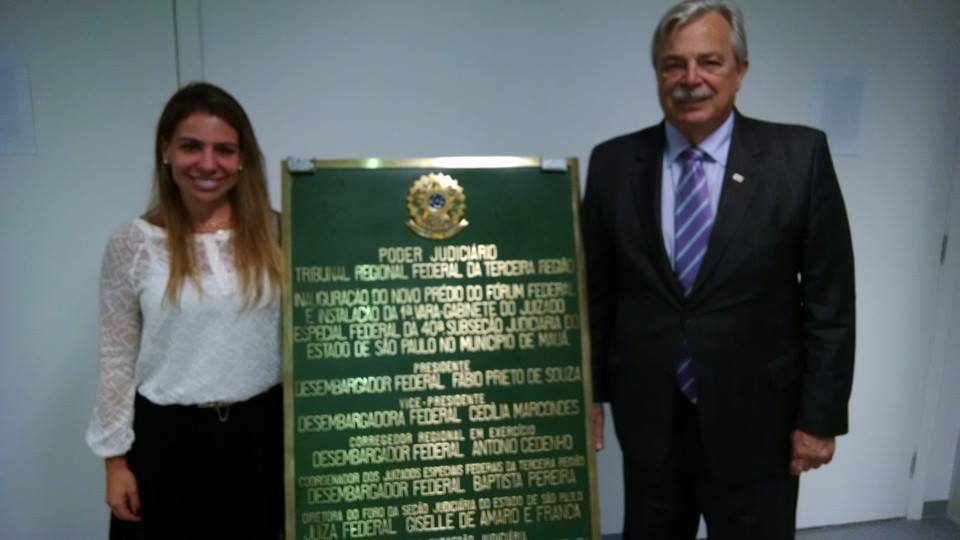 PODER JUDICIÁRIO
TRIBUNAL REGIONAL FEDERAL DA TERCEIRA REGIÃO
INAUGURAÇÃO DO NOVO PRÉDIO DO FÓRUM FEDERAL
E INSTALAÇÃO DA 1ª VARA-GABINETE DO JUIZADO
ESPECIAL FEDERAL DA 40ª SUBSEÇÃO JUDICIÁRIA DO
ESTADO DE SÃO PAULO NO MUNICÍPIO DE MAUÁ.
PRESIDENTE
DESEMBARGADOR FEDERAL FÁBIO PRIETO DE SOUZA
VICE-PRESIDENTE
DESEMBARGADORA FEDERAL CECÍLIA MARCONDES
CORREGEDOR REGIONAL EM EXERCÍCIO
DESEMBARGADOR FEDERAL ANTONIO CEDENHO
COORDENADOR DOS JUIZADOS ESPECIAIS FEDERAIS DA TERCEIRA REGIÃO
DESEMBARGADOR FEDERAL BAPTISTA PEREIRA
DIRETORA DO FORO DA SEÇÃO JUDICIÁRIA DO ESTADO DE SÃO PAULO
JUÍZA FEDERAL GISELLE DE AMARO E FRANÇA
SUBSEÇÃO JUDICIÁRIA